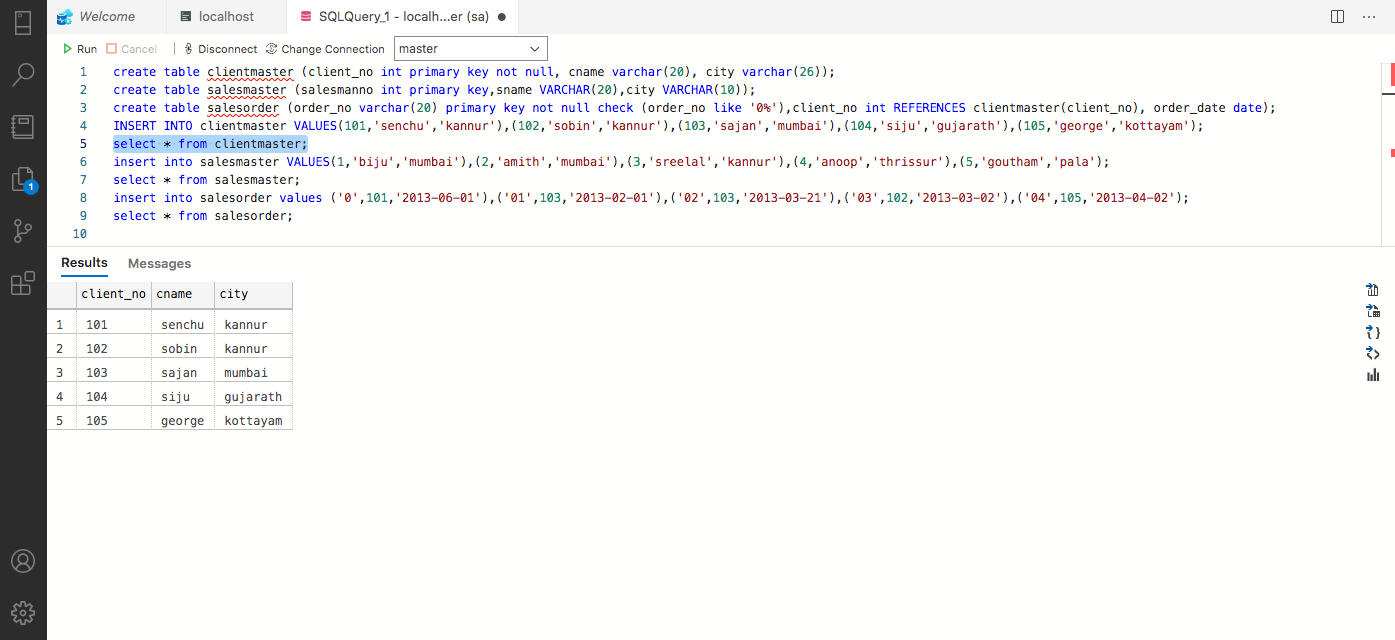 Welcome
localhost
SQLQuery_1 - localh...er (sa)
Run
Cancel
Disconnect
Change Connection
master
1 create table clientmaster (client_no int primary key not null, cname varchar(20), city varchar(26));
2 create table salesmaster (salesmanno int primary key,sname VARCHAR(20),city VARCHAR(10));
3 create table salesorder (order_no varchar(20) primary key not null check (order_no like '0%'),client_no int REFERENCES clientmaster(client_no), order_date date);
4 INSERT INTO clientmaster VALUES(101,'senchu','kannur'),(102,'sobin','kannur'),(103,'sajan','mumbai'),(104,'siju','gujarath'),(105,'george','kottayam');
5 select * from clientmaster;
6 insert into salesmaster VALUES(1,'biju','mumbai'),(2,'amith','mumbai'),(3,'sreelal','kannur'),(4,'anoop','thrissur'),(5,'goutham','pala');
7 select * from salesmaster;
8 insert into salesorder values ('0',101,'2013-06-01'),('01',103,'2013-02-01'),('02',103,'2013-03-21'),('03',102,'2013-03-02'),('04',105,'2013-04-02');
9 select * from salesorder;
10
1
Results Messages
client_no cname city
1 101 senchu kannur
2 102 sobin kannur
3 103 sajan mumbai
4 104 siju gujarath
5 105 george kottayam